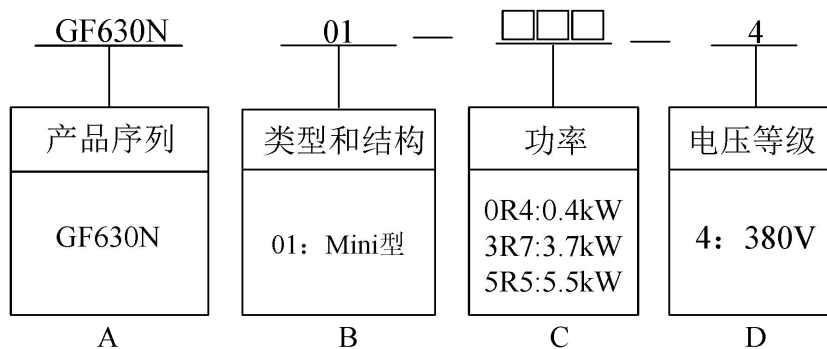 GF630N 01 — □□□ — 4
产品序列 类型和结构 功率 电压等级
GF630N
01：Mini型
0R4:0.4kW
3R7:3.7kW
5R5:5.5kW
4：380V
A B C D